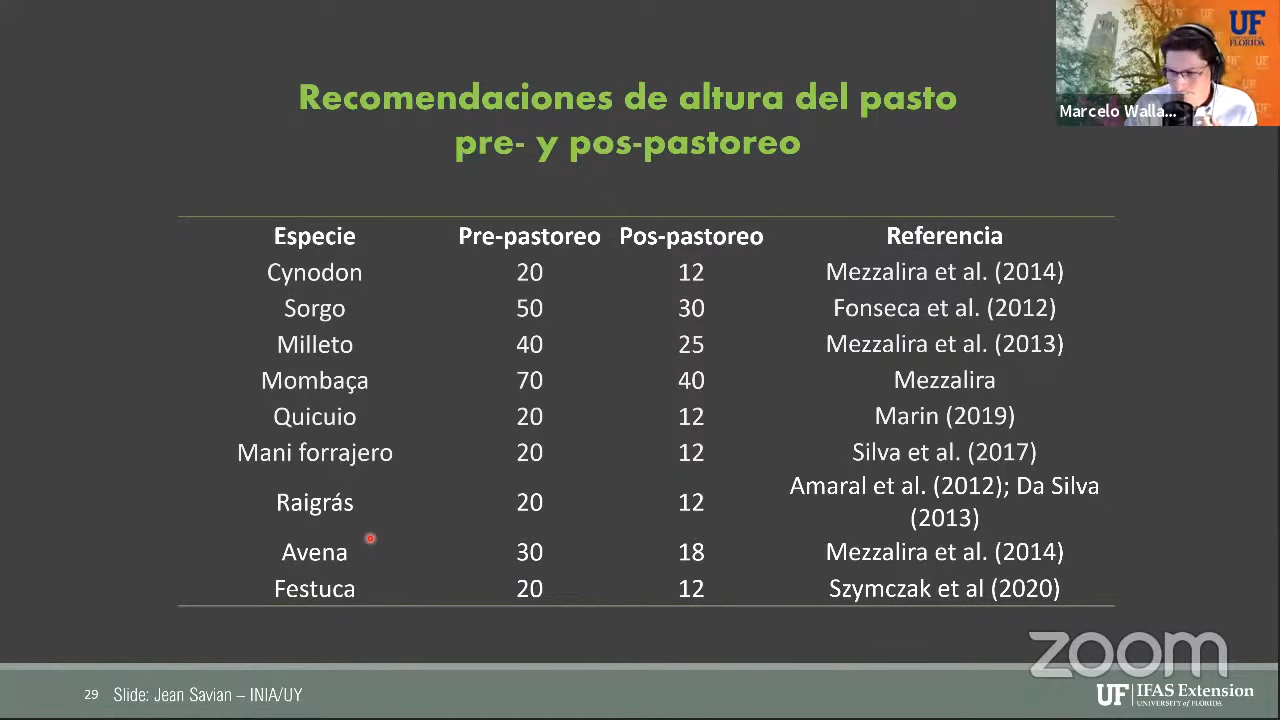 UF
UNIVERSITY of FLORIDA
Marcelo Walla...
Recomendaciones de altura del pasto
pre- y pos-pastoreo
Especie Pre-pastoreo Pos-pastoreo Referencia
Cynodon 20 12 Mezzalira et al. (2014)
Sorgo 50 30 Fonseca et al. (2012)
Milleto 40 25 Mezzalira et al. (2013)
Mombaça 70 40 Mezzalira
Quicuio 20 12 Marin (2019)
Mani forrajero 20 12 Silva et al. (2017)
Raigrás 20 12 Amaral et al. (2012); Da Silva
(2013)
Avena 30 18 Mezzalira et al. (2014)
Festuca 20 12 Szymczak et al (2020)
zoom
29 Slide: Jean Savian – INIA/UY
UF IFAS Extension
UNIVERSITY of FLORIDA